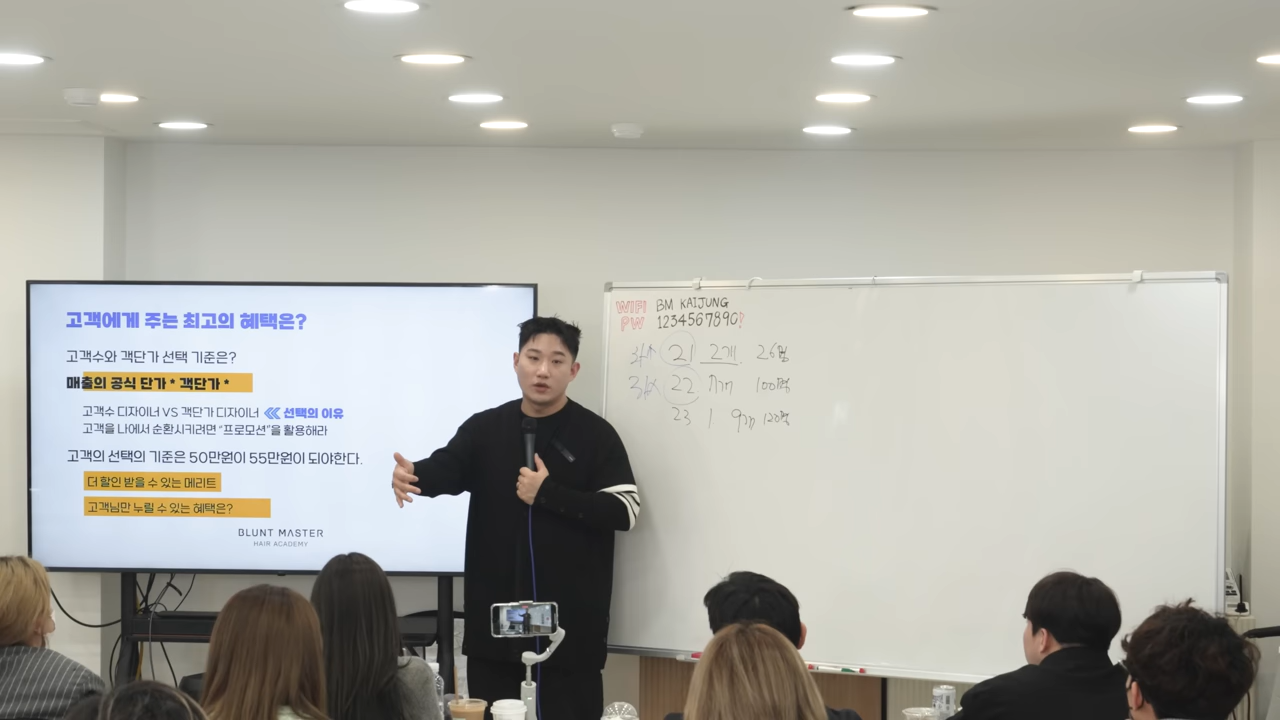 고객에게 주는 최고의 혜택은?
고객수와 객단가 선택 기준은?
매출의 공식 단가 * 객단가 *
고객수 디자이너 VS 객단가 디자이너 《 선택의 이유
고객을 나에서 순환시키려면 "프로모션"을 활용해라
고객의 선택의 기준은 50만원이 55만원이 되야한다.
더 할인 받을 수 있는 메리트
고객님만 누릴 수 있는 혜택은?
BLUNT MASTER
HAIR ACADEMY
WIFI BM KAIJUNG
PW 1234567890?
21 2개 26명
22 100명
23 1 120명